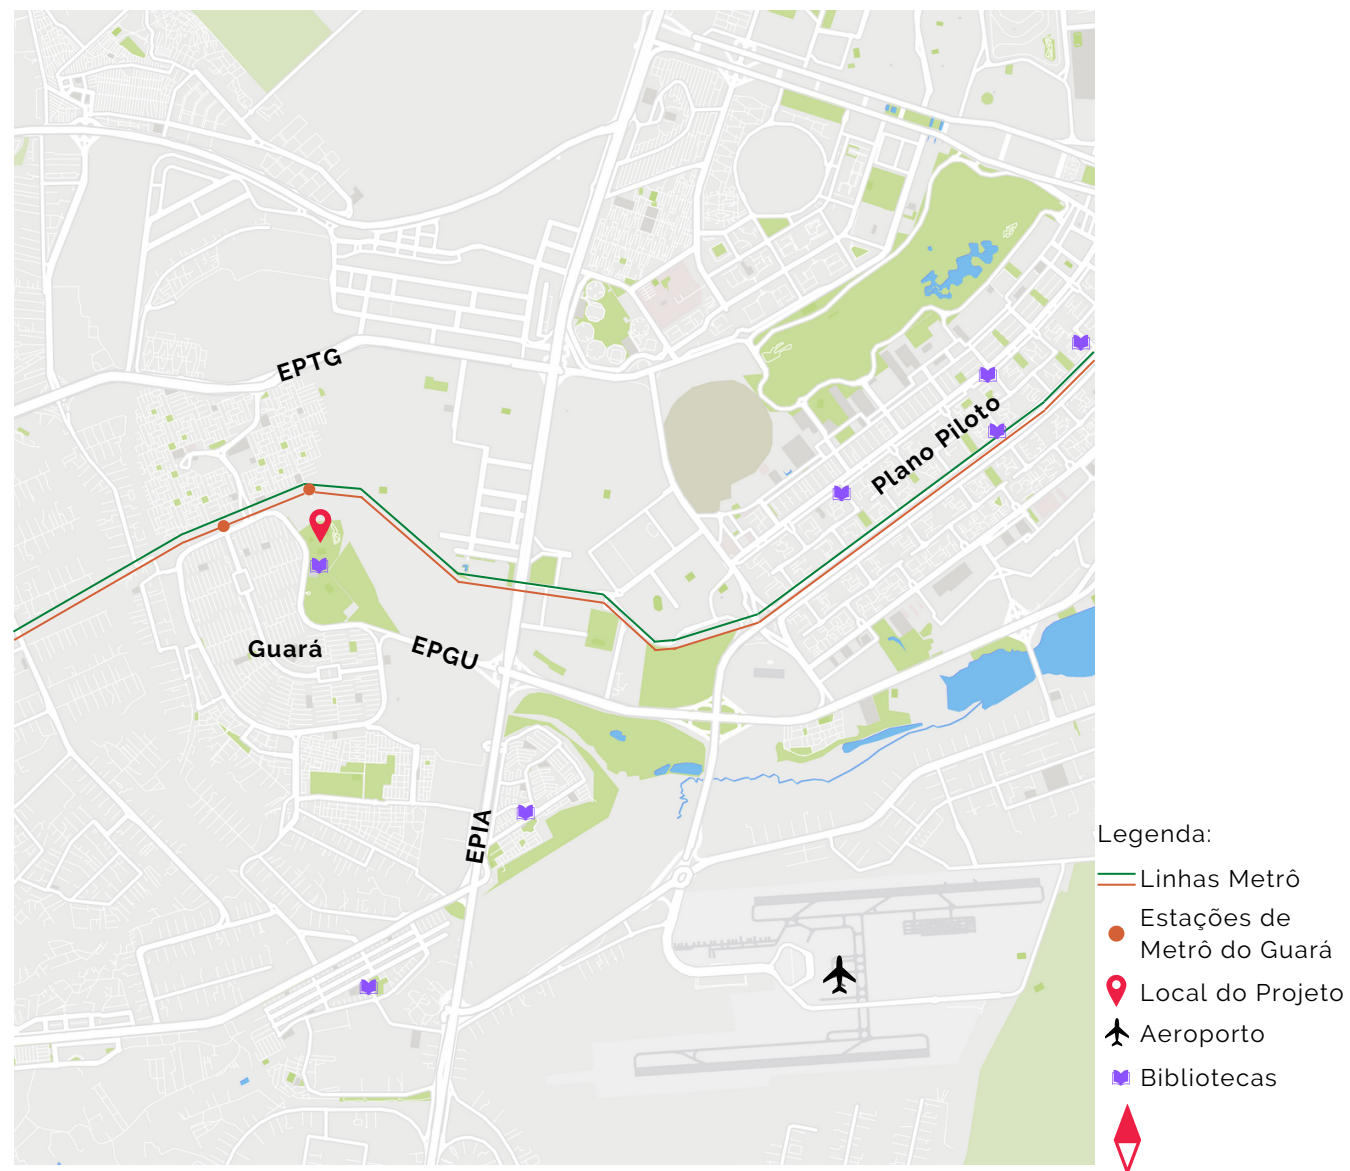 EPTG
Plano Piloto
Guará
EPGU
EPIA
Legenda:
Linhas Metrô
Estações de
Metrô do Guará
Local do Projeto
Aeroporto
Bibliotecas